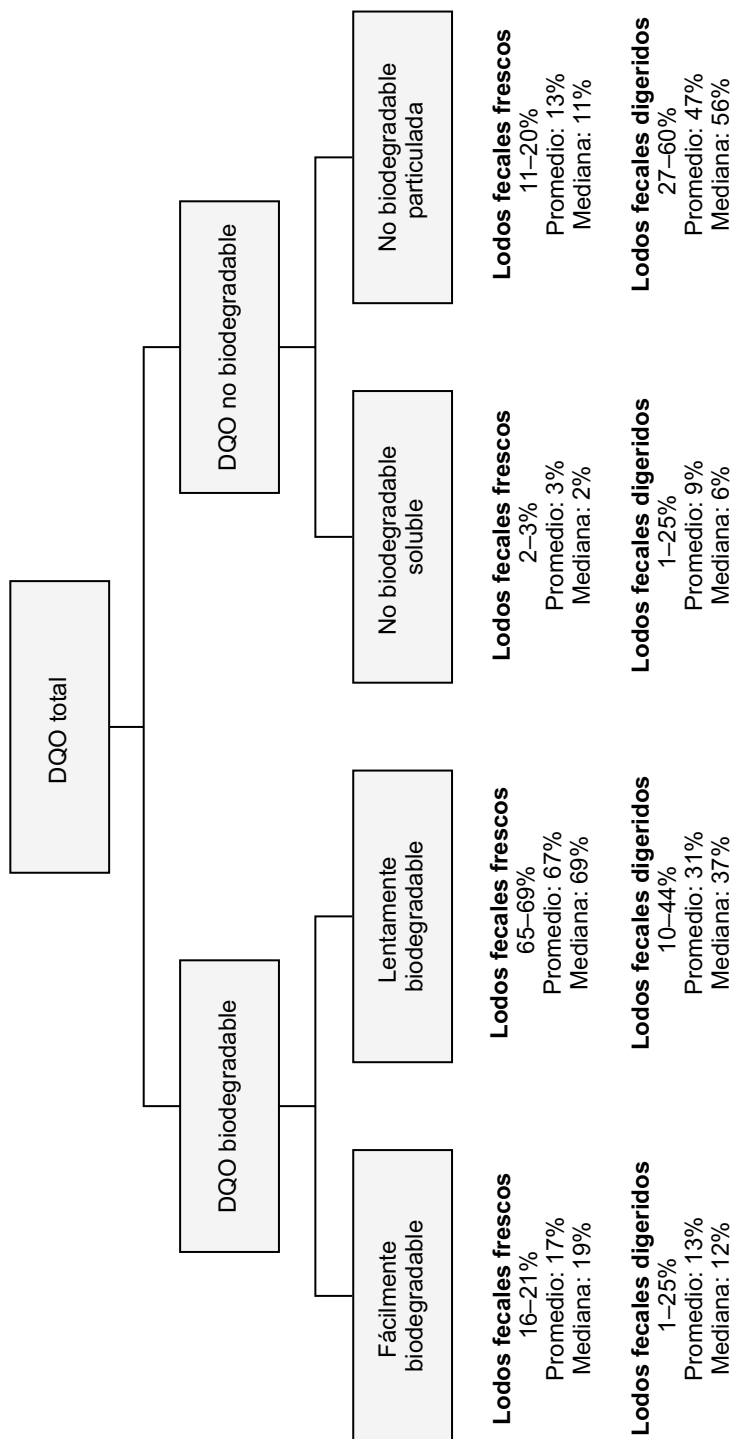 DQO total
DQO biodegradable
DQO no biodegradable
Fácilmente
biodegradable
Lentamente
biodegradable
No biodegradable
soluble
No biodegradable
particulada
Lodos fecales frescos
16–21%
Promedio: 17%
Mediana: 19%
Lodos fecales digeridos
1–25%
Promedio: 13%
Mediana: 12%
Lodos fecales frescos
65–69%
Promedio: 67%
Mediana: 69%
Lodos fecales digeridos
10–44%
Promedio: 31%
Mediana: 37%
Lodos fecales frescos
2–3%
Promedio: 3%
Mediana: 2%
Lodos fecales digeridos
1–25%
Promedio: 9%
Mediana: 6%
Lodos fecales frescos
11–20%
Promedio: 13%
Mediana: 11%
Lodos fecales digeridos
27–60%
Promedio: 47%
Mediana: 56%